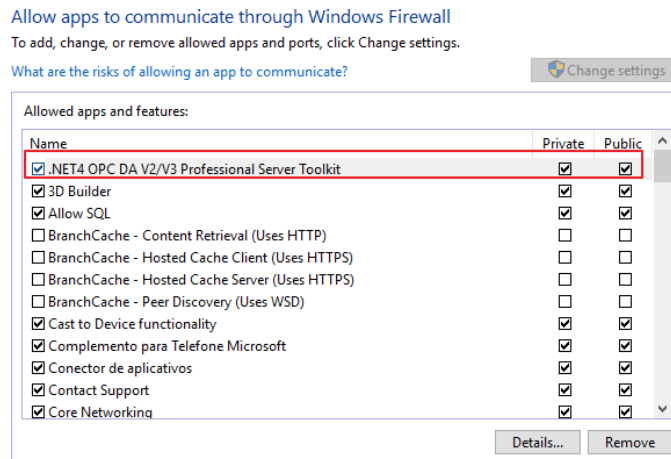 Allow apps to communicate through Windows Firewall
To add, change, or remove allowed apps and ports, click Change settings.
What are the risks of allowing an app to communicate?
Change settings
Allowed apps and features:
Name Private Public
.NET4 OPC DA V2/V3 Professional Server Toolkit
3D Builder
Allow SQL
BranchCache - Content Retrieval (Uses HTTP)
BranchCache - Hosted Cache Client (Uses HTTPS)
BranchCache - Hosted Cache Server (Uses HTTPS)
BranchCache - Peer Discovery (Uses WSD)
Cast to Device functionality
Complemento para Telefone Microsoft
Conector de aplicativos
Contact Support
Core Networking
Details... Remove